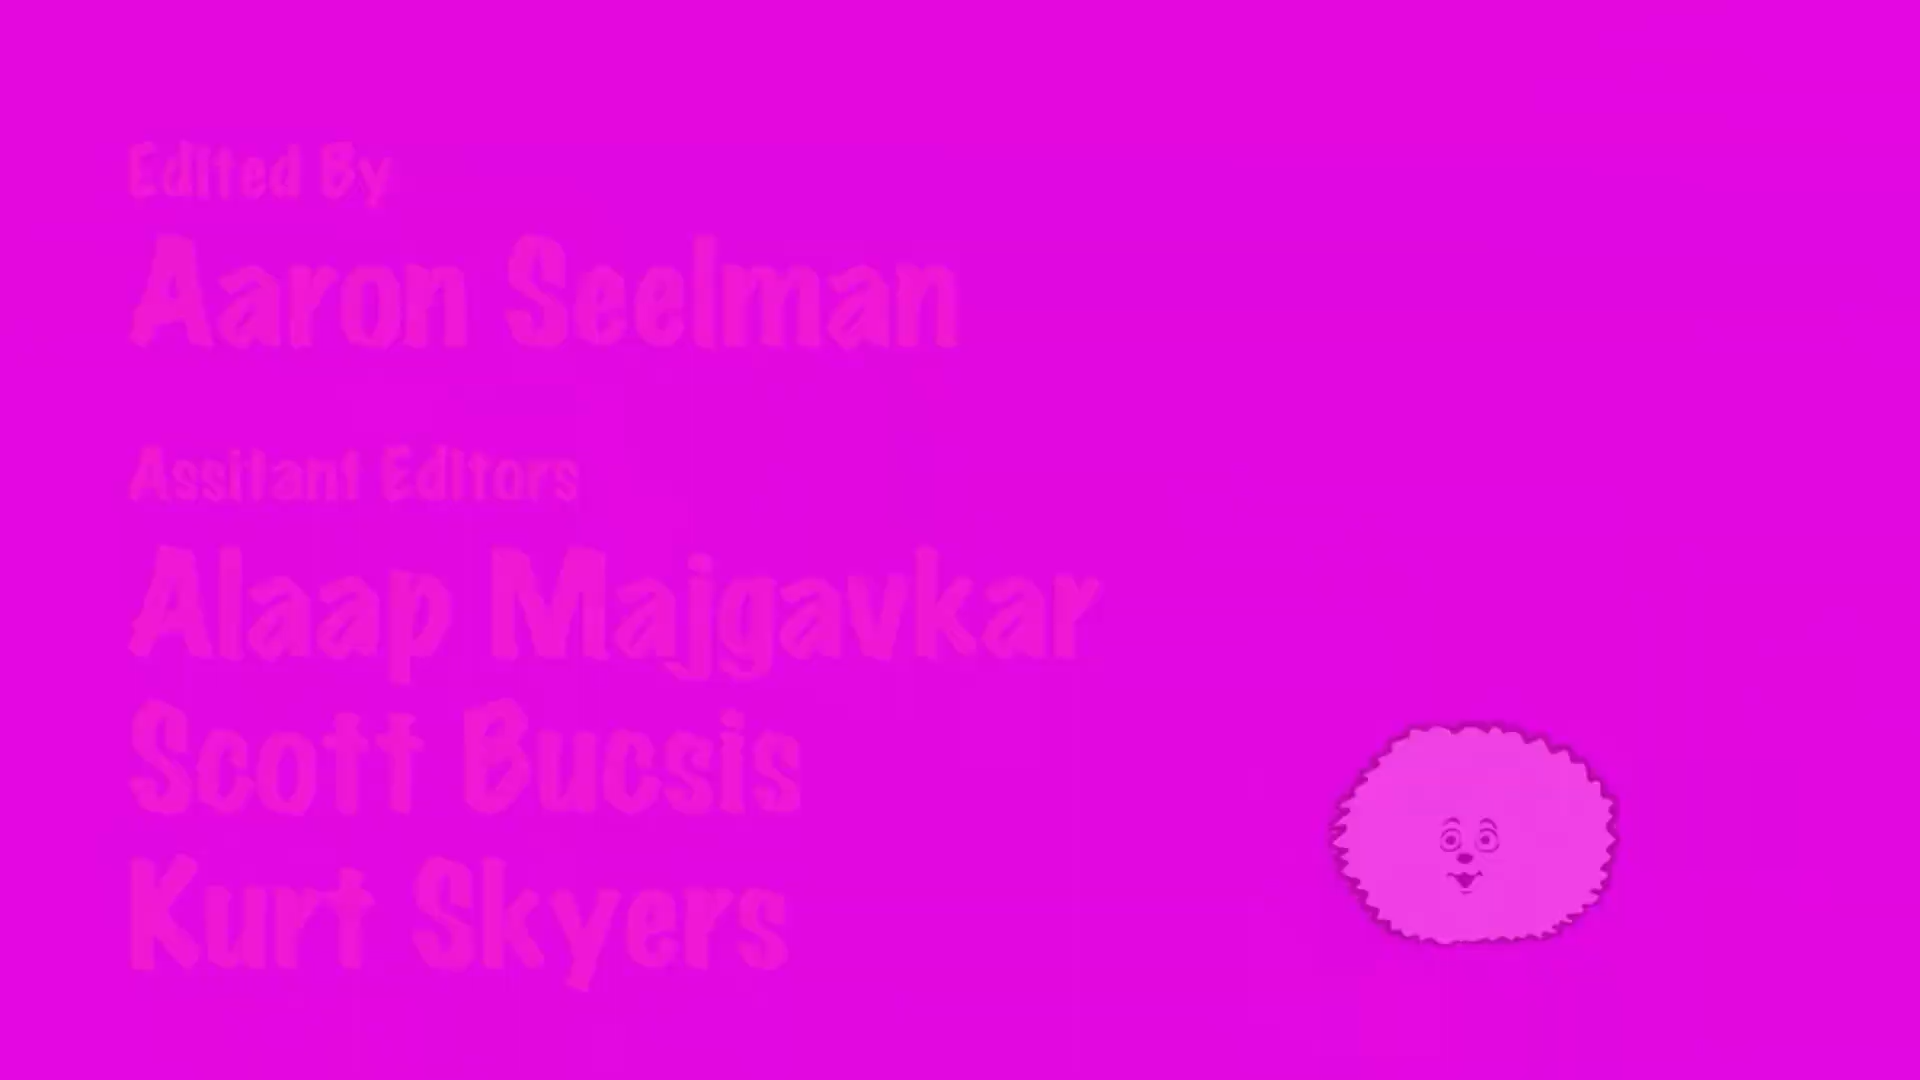 Edited By
Aaron Seelman
Assitant Editors
Alaap Majgavkar
Scott Bucsis
Kurt Skyers